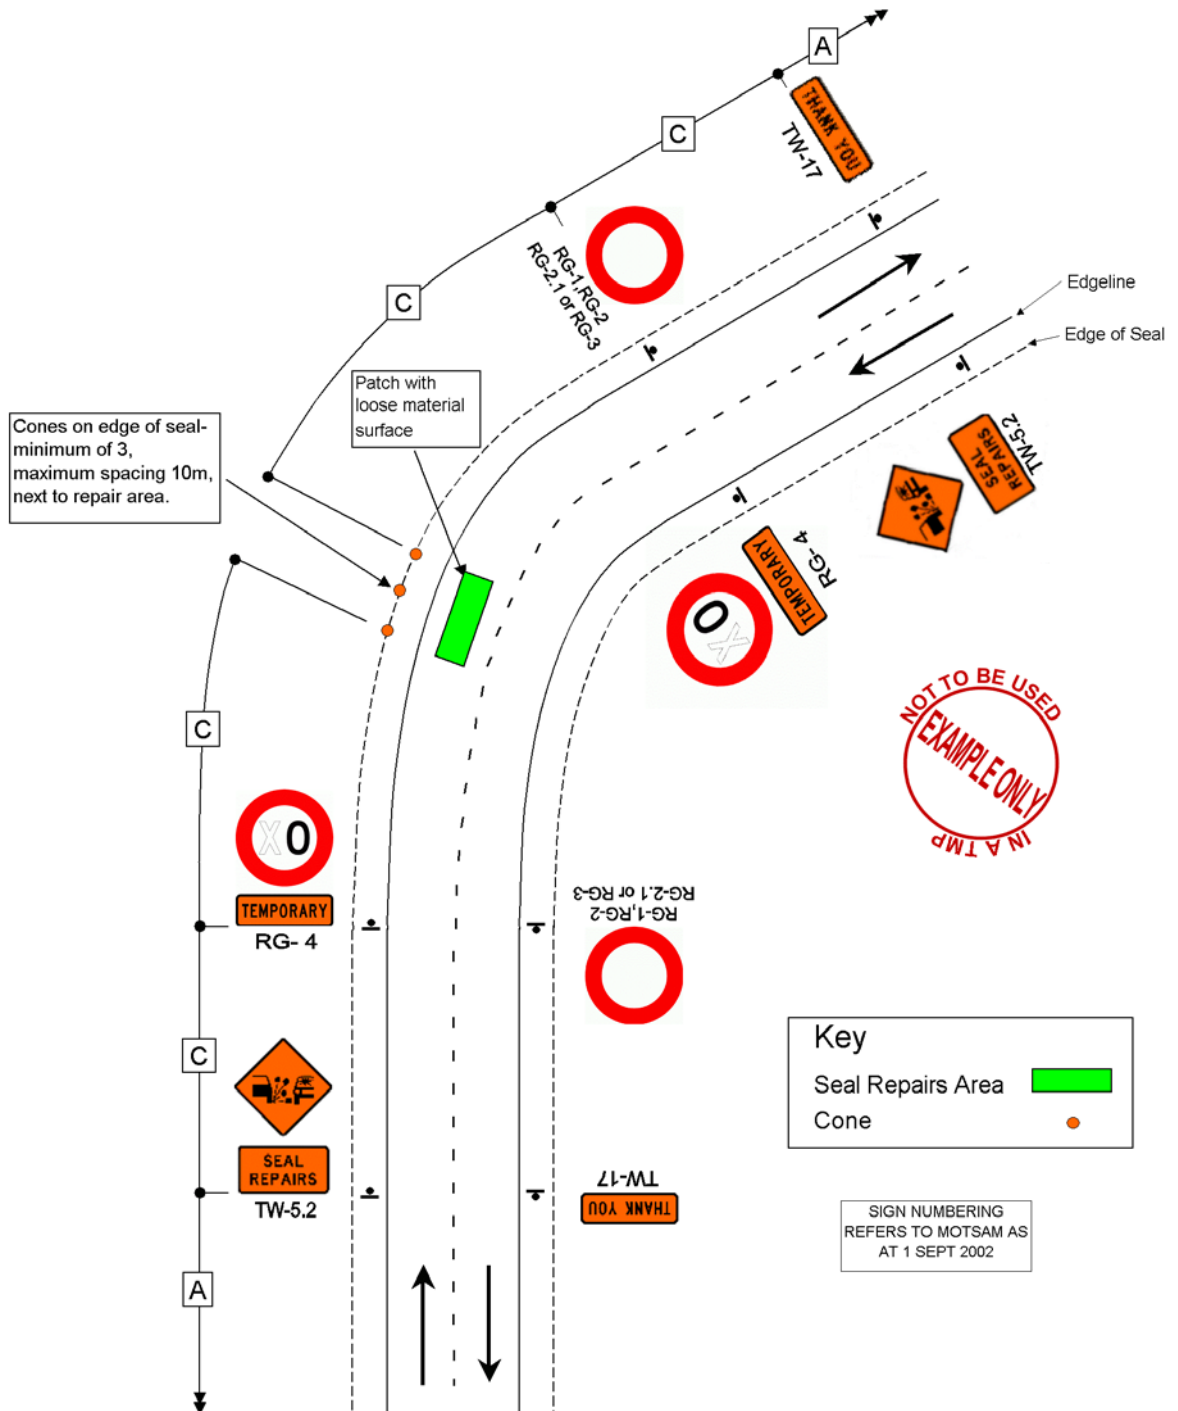 A
THANK YOU
TW-17
C
RG-1,RG-2
RG-2.1 or RG-3
C
Edgeline
Edge of Seal
Patch with
loose material
surface
Cones on edge of seal-
minimum of 3,
maximum spacing 10m,
next to repair area.
SEAL
REPAIRS
TW-5.2
TEMPORARY
RG- 4
X0
NOT TO BE USED
EXAMPLE ONLY
IN A TMP
C
X0
TEMPORARY
RG- 4
RG-1,RG-2
RG-2.1 or RG-3
C
SEAL
REPAIRS
TW-5.2
TW-17
THANK YOU
A
Key
Seal Repairs Area
Cone
SIGN NUMBERING
REFERS TO MOTSAM AS
AT 1 SEPT 2002